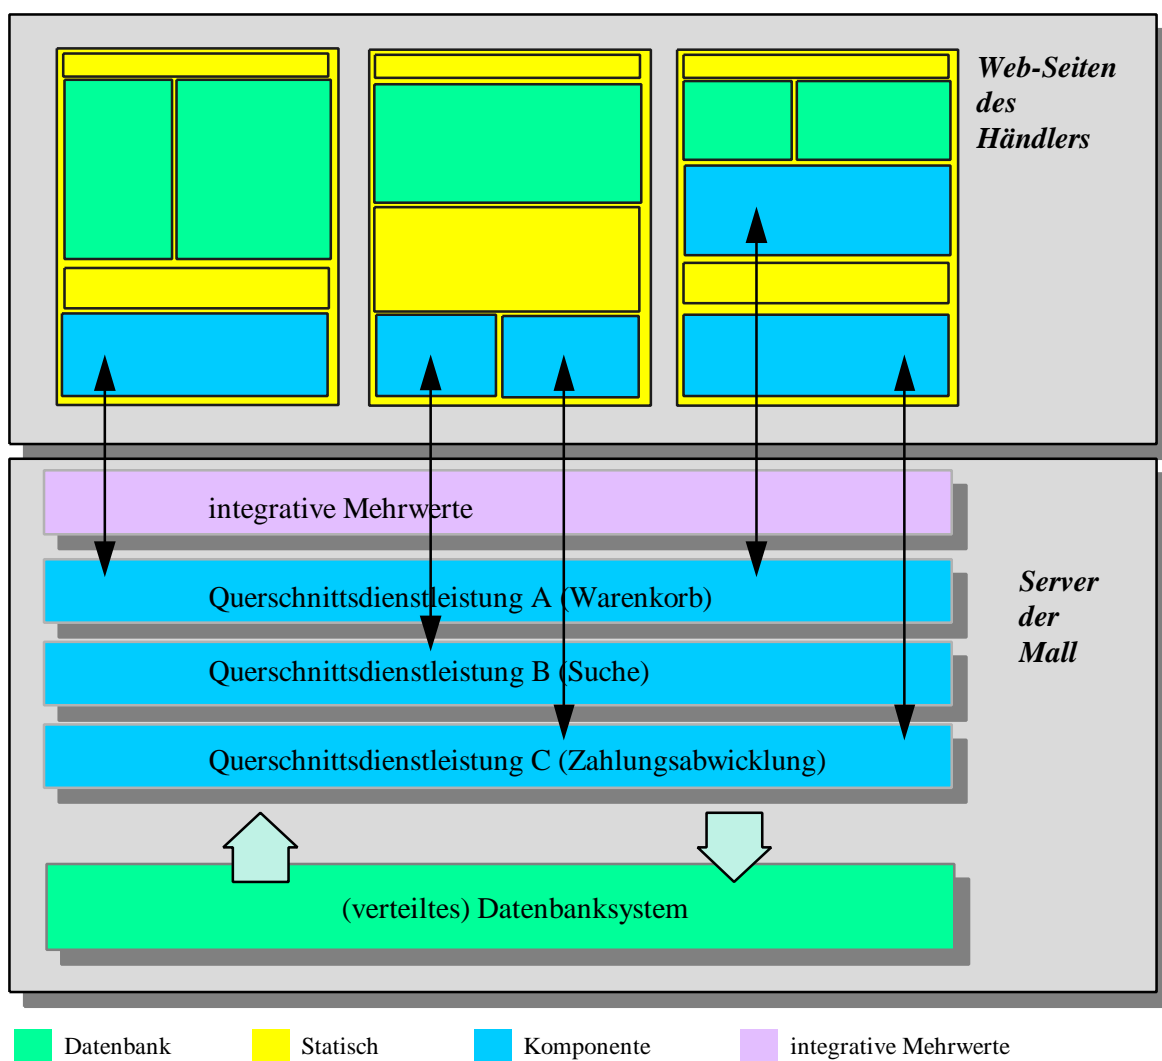 Web-Seiten
des
Händlers
integrative Mehrwerte
Querschnittsdienstleistung A (Warenkorb)
Querschnittsdienstleistung B (Suche)
Querschnittsdienstleistung C (Zahlungsabwicklung)
Server
der
Mall
(verteiltes) Datenbanksystem
Datenbank
Statisch
Komponente
integrative Mehrwerte